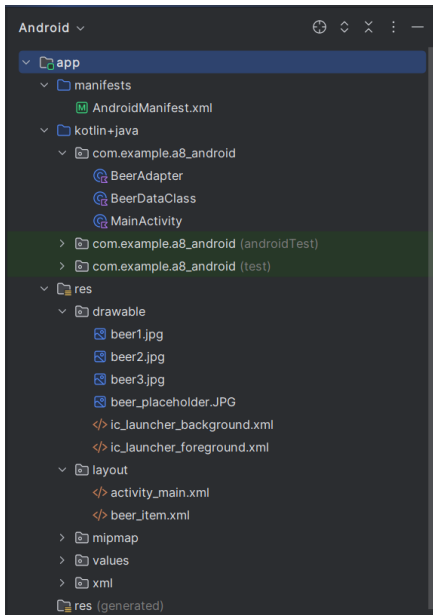 Android
app
manifests
AndroidManifest.xml
kotlin+java
com.example.a8_android
BeerAdapter
BeerDataClass
MainActivity
com.example.a8_android (androidTest)
com.example.a8_android (test)
res
drawable
beer1.jpg
beer2.jpg
beer3.jpg
beer_placeholder.JPG
ic_launcher_background.xml
ic_launcher_foreground.xml
layout
activity_main.xml
beer_item.xml
mipmap
values
xml
res (generated)